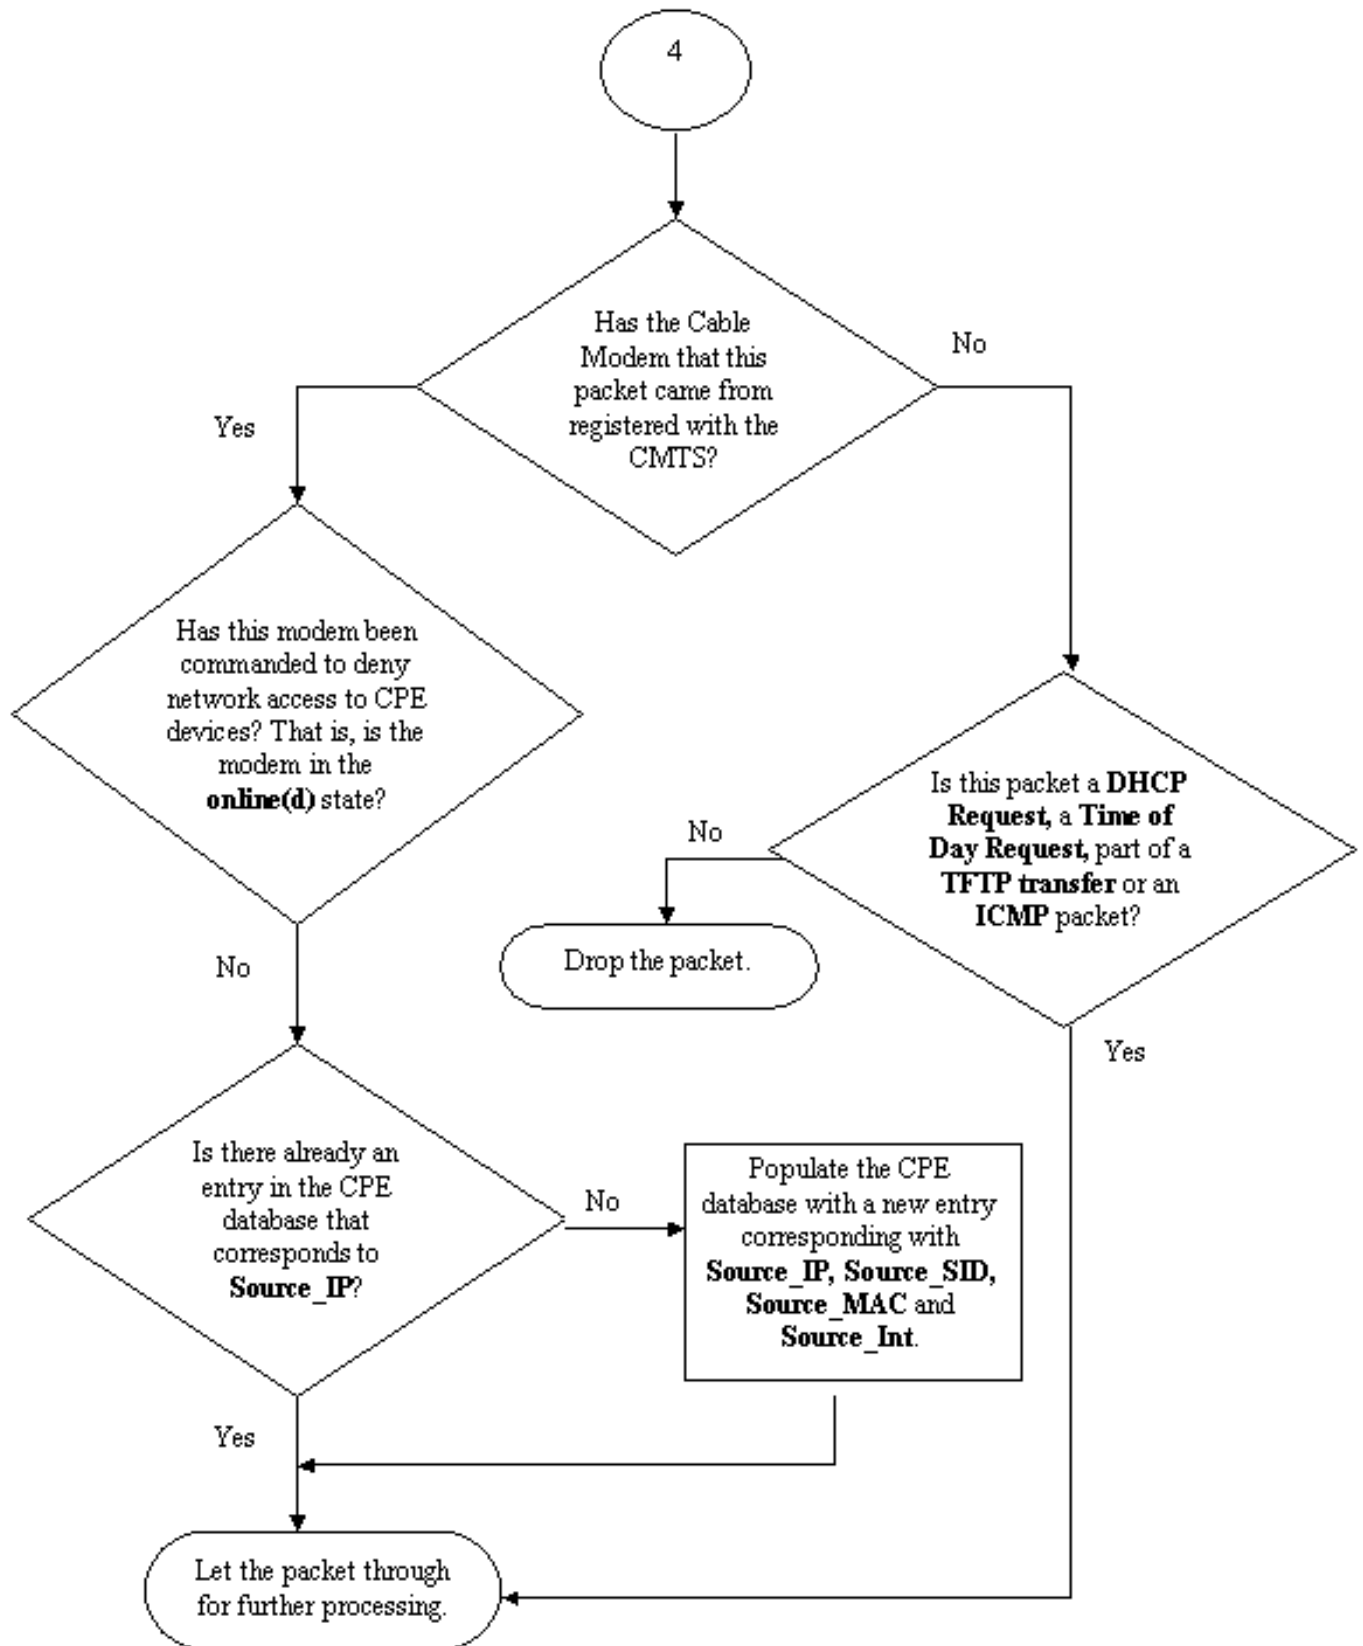 4
Has the Cable
Modem that this
packet came from
registered with the
CMTS?
No
Yes
Has this modem been
commanded to deny
network access to CPE
devices? That is, is the
modem in the
online(d) state?
Is this packet a DHCP
Request, a Time of
Day Request, part of a
TFTP transfer or an
ICMP packet?
No
Drop the packet.
No
Yes
Is there already an
entry in the CPE
database that
corresponds to
Source_IP?
No
Populate the CPE
database with a new entry
corresponding with
Source_IP, Source_SID,
Source_MAC and
Source_Int.
Yes
Let the packet through
for further processing.